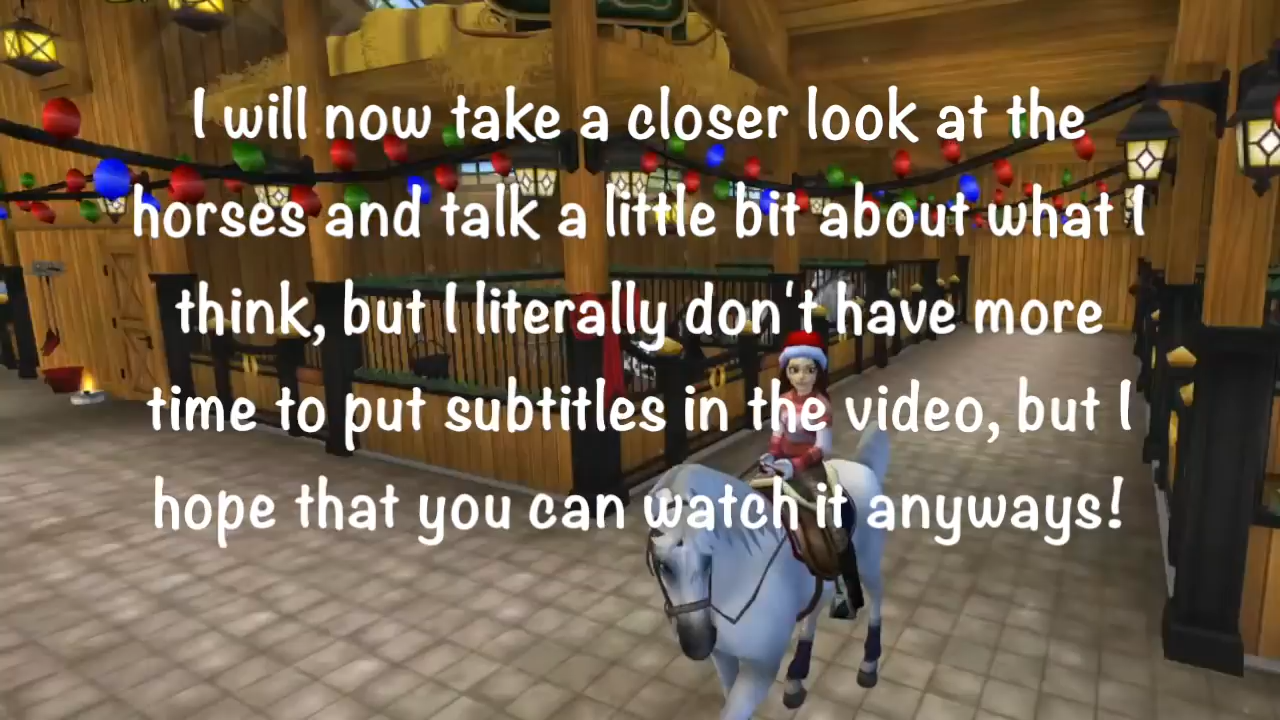 I will now take a closer look at the
horses and talk a little bit about what I
think, but I literally don't have more
time to put subtitles in the video, but I
hope that you can watch it anyways!